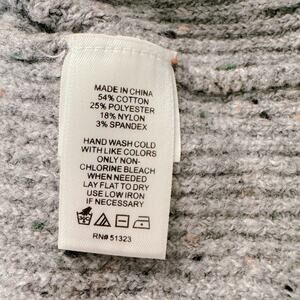 MADE IN CHINA
54% COTTON
25% POLYESTER
18% NYLON
3% SPANDEX
HAND WASH COLD
WITH LIKE COLORS
ONLY NON-
CHLORINE BLEACH
WHEN NEEDED
LAY FLAT TO DRY
USE LOW IRON
IF NECESSARY
RN# 51323